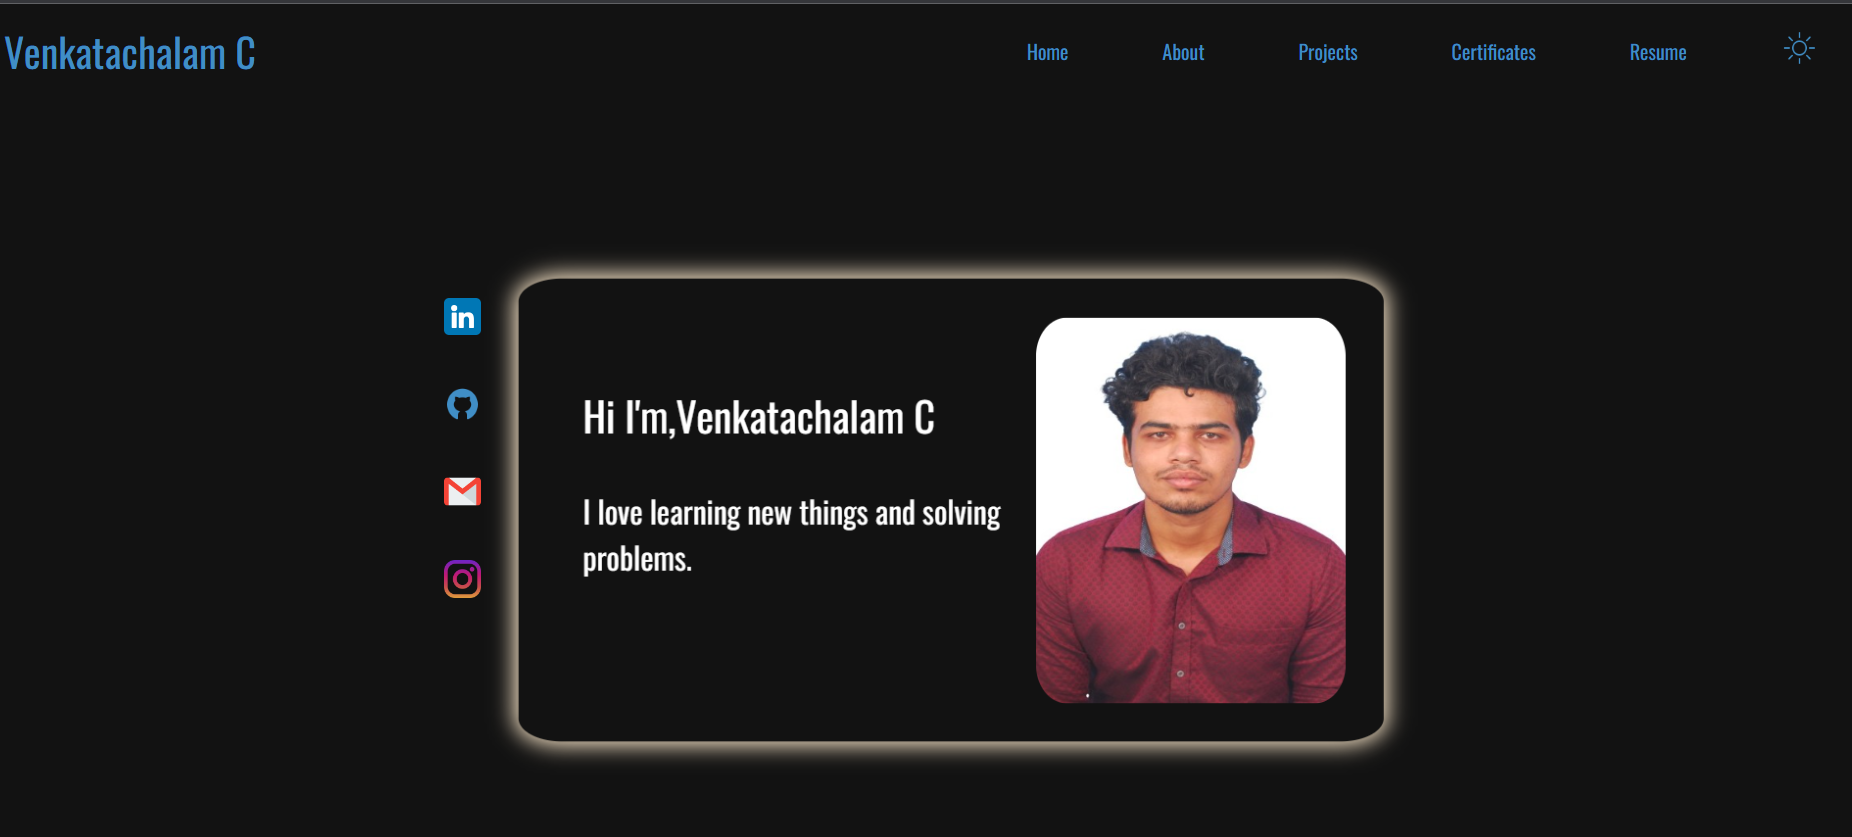 Venkatachalam C
Home About Projects Certificates Resume
in
Hi I'm,Venkatachalam C
I love learning new things and solving
problems.